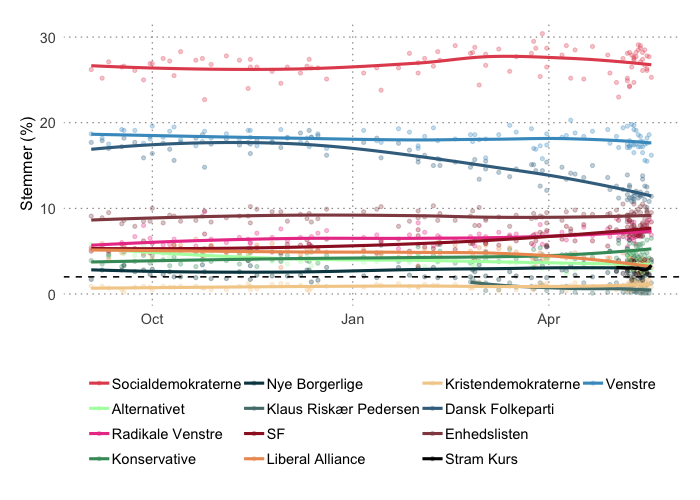 30
20
10
0
Stemmer (%)
Oct Jan Apr
Socialdemokraterne Nye Borgerlige Kristendemokraterne Venstre
Alternativet Klaus Riskær Pedersen Dansk Folkeparti
Radikale Venstre SF Enhedslisten
Konservative Liberal Alliance Stram Kurs